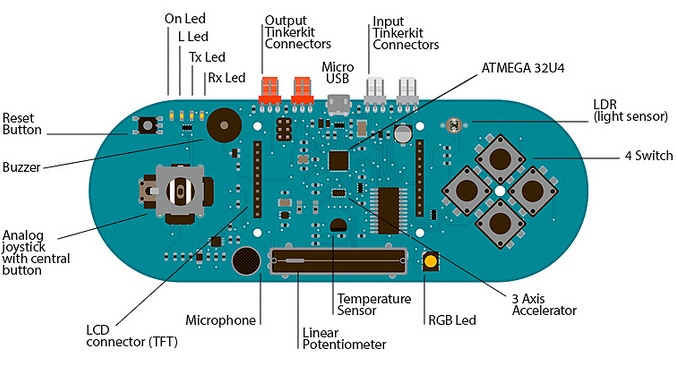 On Led
L Led
Tx Led
Rx Led
Output
Tinkerkit
Connectors
Micro
USB
Input
Tinkerkit
Connectors
ATMEGA 32U4
LDR
(light sensor)
4 Switch
Reset
Button
Buzzer
Analog
joystick
with central
button
LCD
connector (TFT)
Microphone
Linear
Potentiometer
Temperature
Sensor
RGB Led
3 Axis
Accelerator